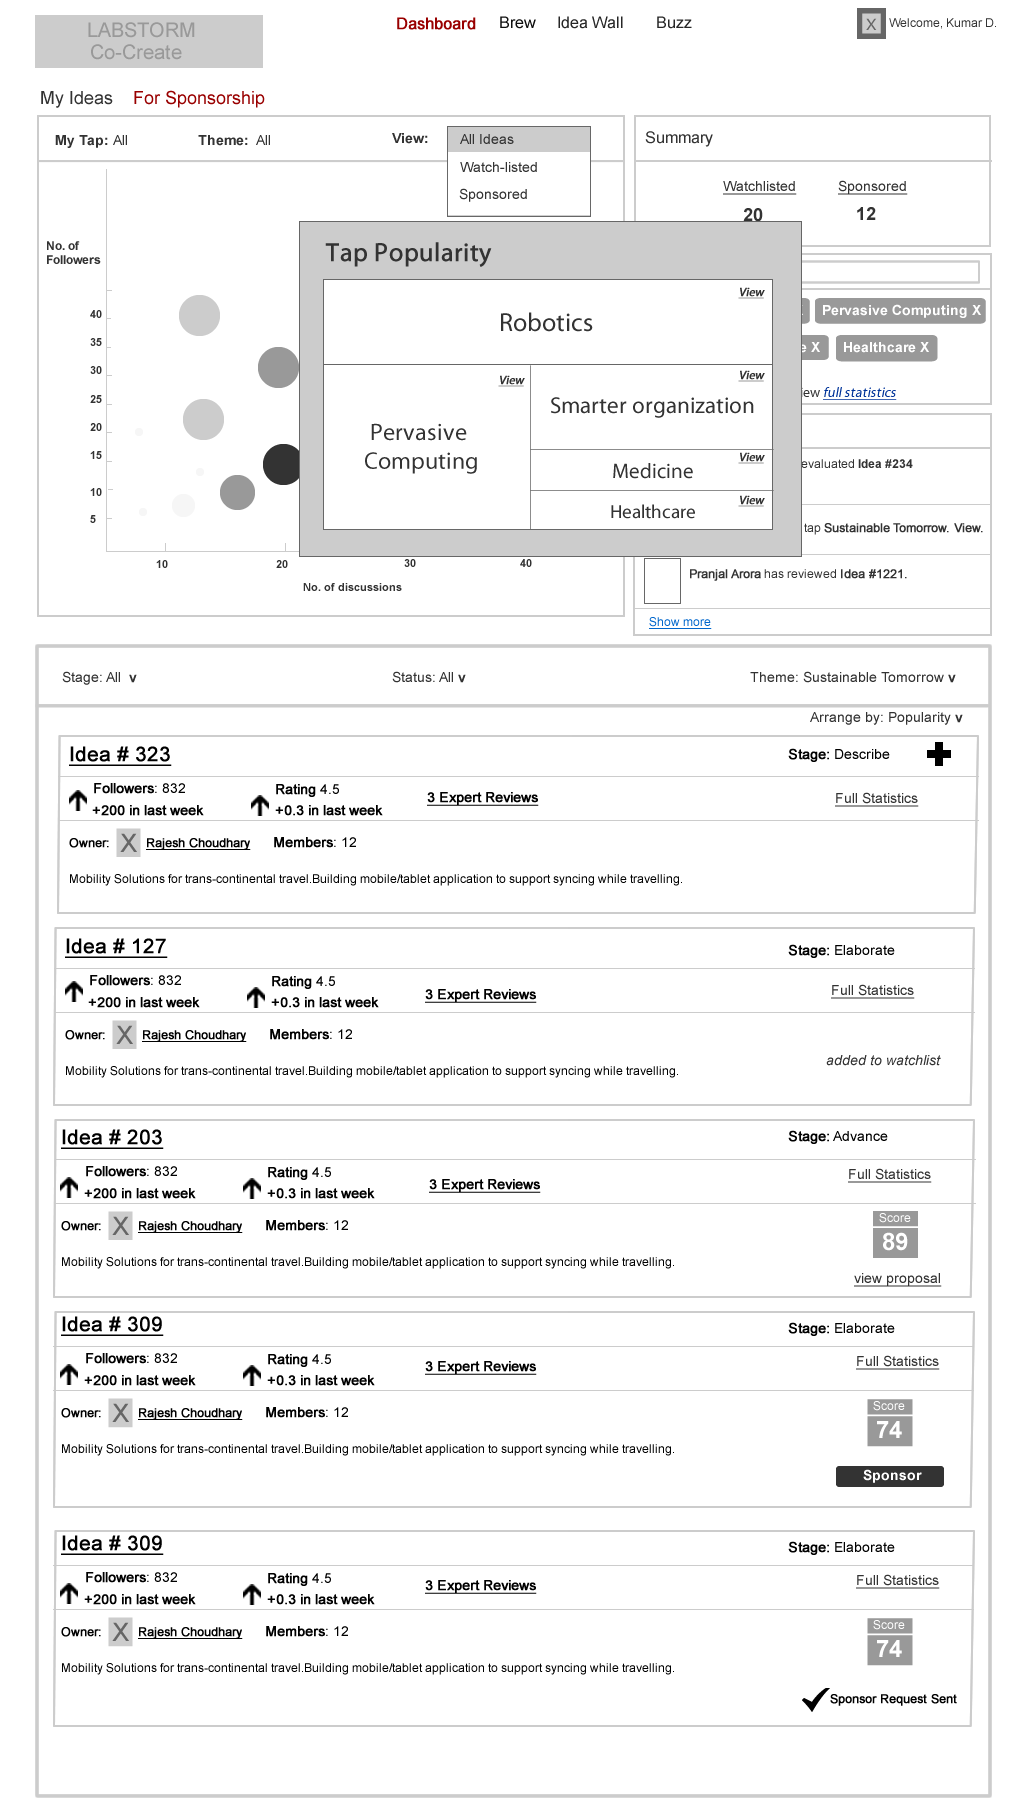 LABSTORM
Co-Create
Dashboard Brew Idea Wall Buzz
X Welcome, Kumar D.
My Ideas For Sponsorship
My Tap: All Theme: All View:
All Ideas
Watch-listed
Sponsored
No. of
Followers
40
35
30
25
20
15
10
5
10 20 30 40
No. of discussions
Summary
Watchlisted Sponsored
20 12
Pervasive Computing X
X Healthcare X
full statistics
evaluated Idea #234
tap Sustainable Tomorrow. View.
Pranjal Arora has reviewed Idea #1221.
Show more
Tap Popularity
View
Robotics
View
Pervasive
Computing
View
Smarter organization
View
Medicine
View
Healthcare
Stage: All v Status: All v Theme: Sustainable Tomorrow v
Arrange by: Popularity v
Idea # 323 Stage: Describe
Followers: 832 Rating 4.5
+200 in last week +0.3 in last week 3 Expert Reviews Full Statistics
Owner: X Rajesh Choudhary Members: 12
Mobility Solutions for trans-continental travel.Building mobile/tablet application to support syncing while travelling.
Idea # 127 Stage: Elaborate
Followers: 832 Rating 4.5
+200 in last week +0.3 in last week 3 Expert Reviews Full Statistics
Owner: X Rajesh Choudhary Members: 12
added to watchlist
Mobility Solutions for trans-continental travel.Building mobile/tablet application to support syncing while travelling.
Idea # 203 Stage: Advance
Followers: 832 Rating 4.5 Full Statistics
+200 in last week +0.3 in last week 3 Expert Reviews
Owner: X Rajesh Choudhary Members: 12
Score
89
Mobility Solutions for trans-continental travel.Building mobile/tablet application to support syncing while travelling.
view proposal
Idea # 309 Stage: Elaborate
Followers: 832 Rating 4.5 Full Statistics
+200 in last week +0.3 in last week 3 Expert Reviews
Owner: X Rajesh Choudhary Members: 12
Score
74
Mobility Solutions for trans-continental travel.Building mobile/tablet application to support syncing while travelling.
Sponsor
Idea # 309 Stage: Elaborate
Followers: 832 Rating 4.5 Full Statistics
+200 in last week +0.3 in last week 3 Expert Reviews
Owner: X Rajesh Choudhary Members: 12
Score
74
Mobility Solutions for trans-continental travel.Building mobile/tablet application to support syncing while travelling.
Sponsor Request Sent